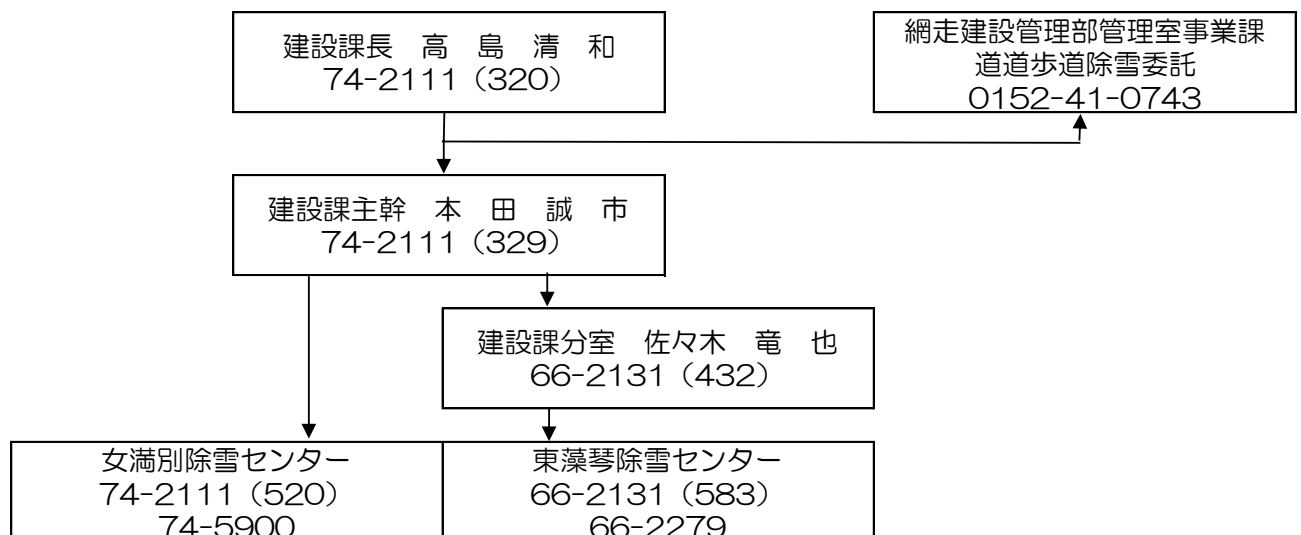 建設課長　高　島　清　和
74-2111（320）
網走建設管理部管理室事業課
道道歩道除雪委託
0152-41-0743
建設課主幹　本　田　誠　市
74-2111（329）
建設課分室　佐々木　竜　也
66-2131（432）
女満別除雪センター
74-2111（520）
74-5900
東藻琴除雪センター
66-2131（583）
66-2279